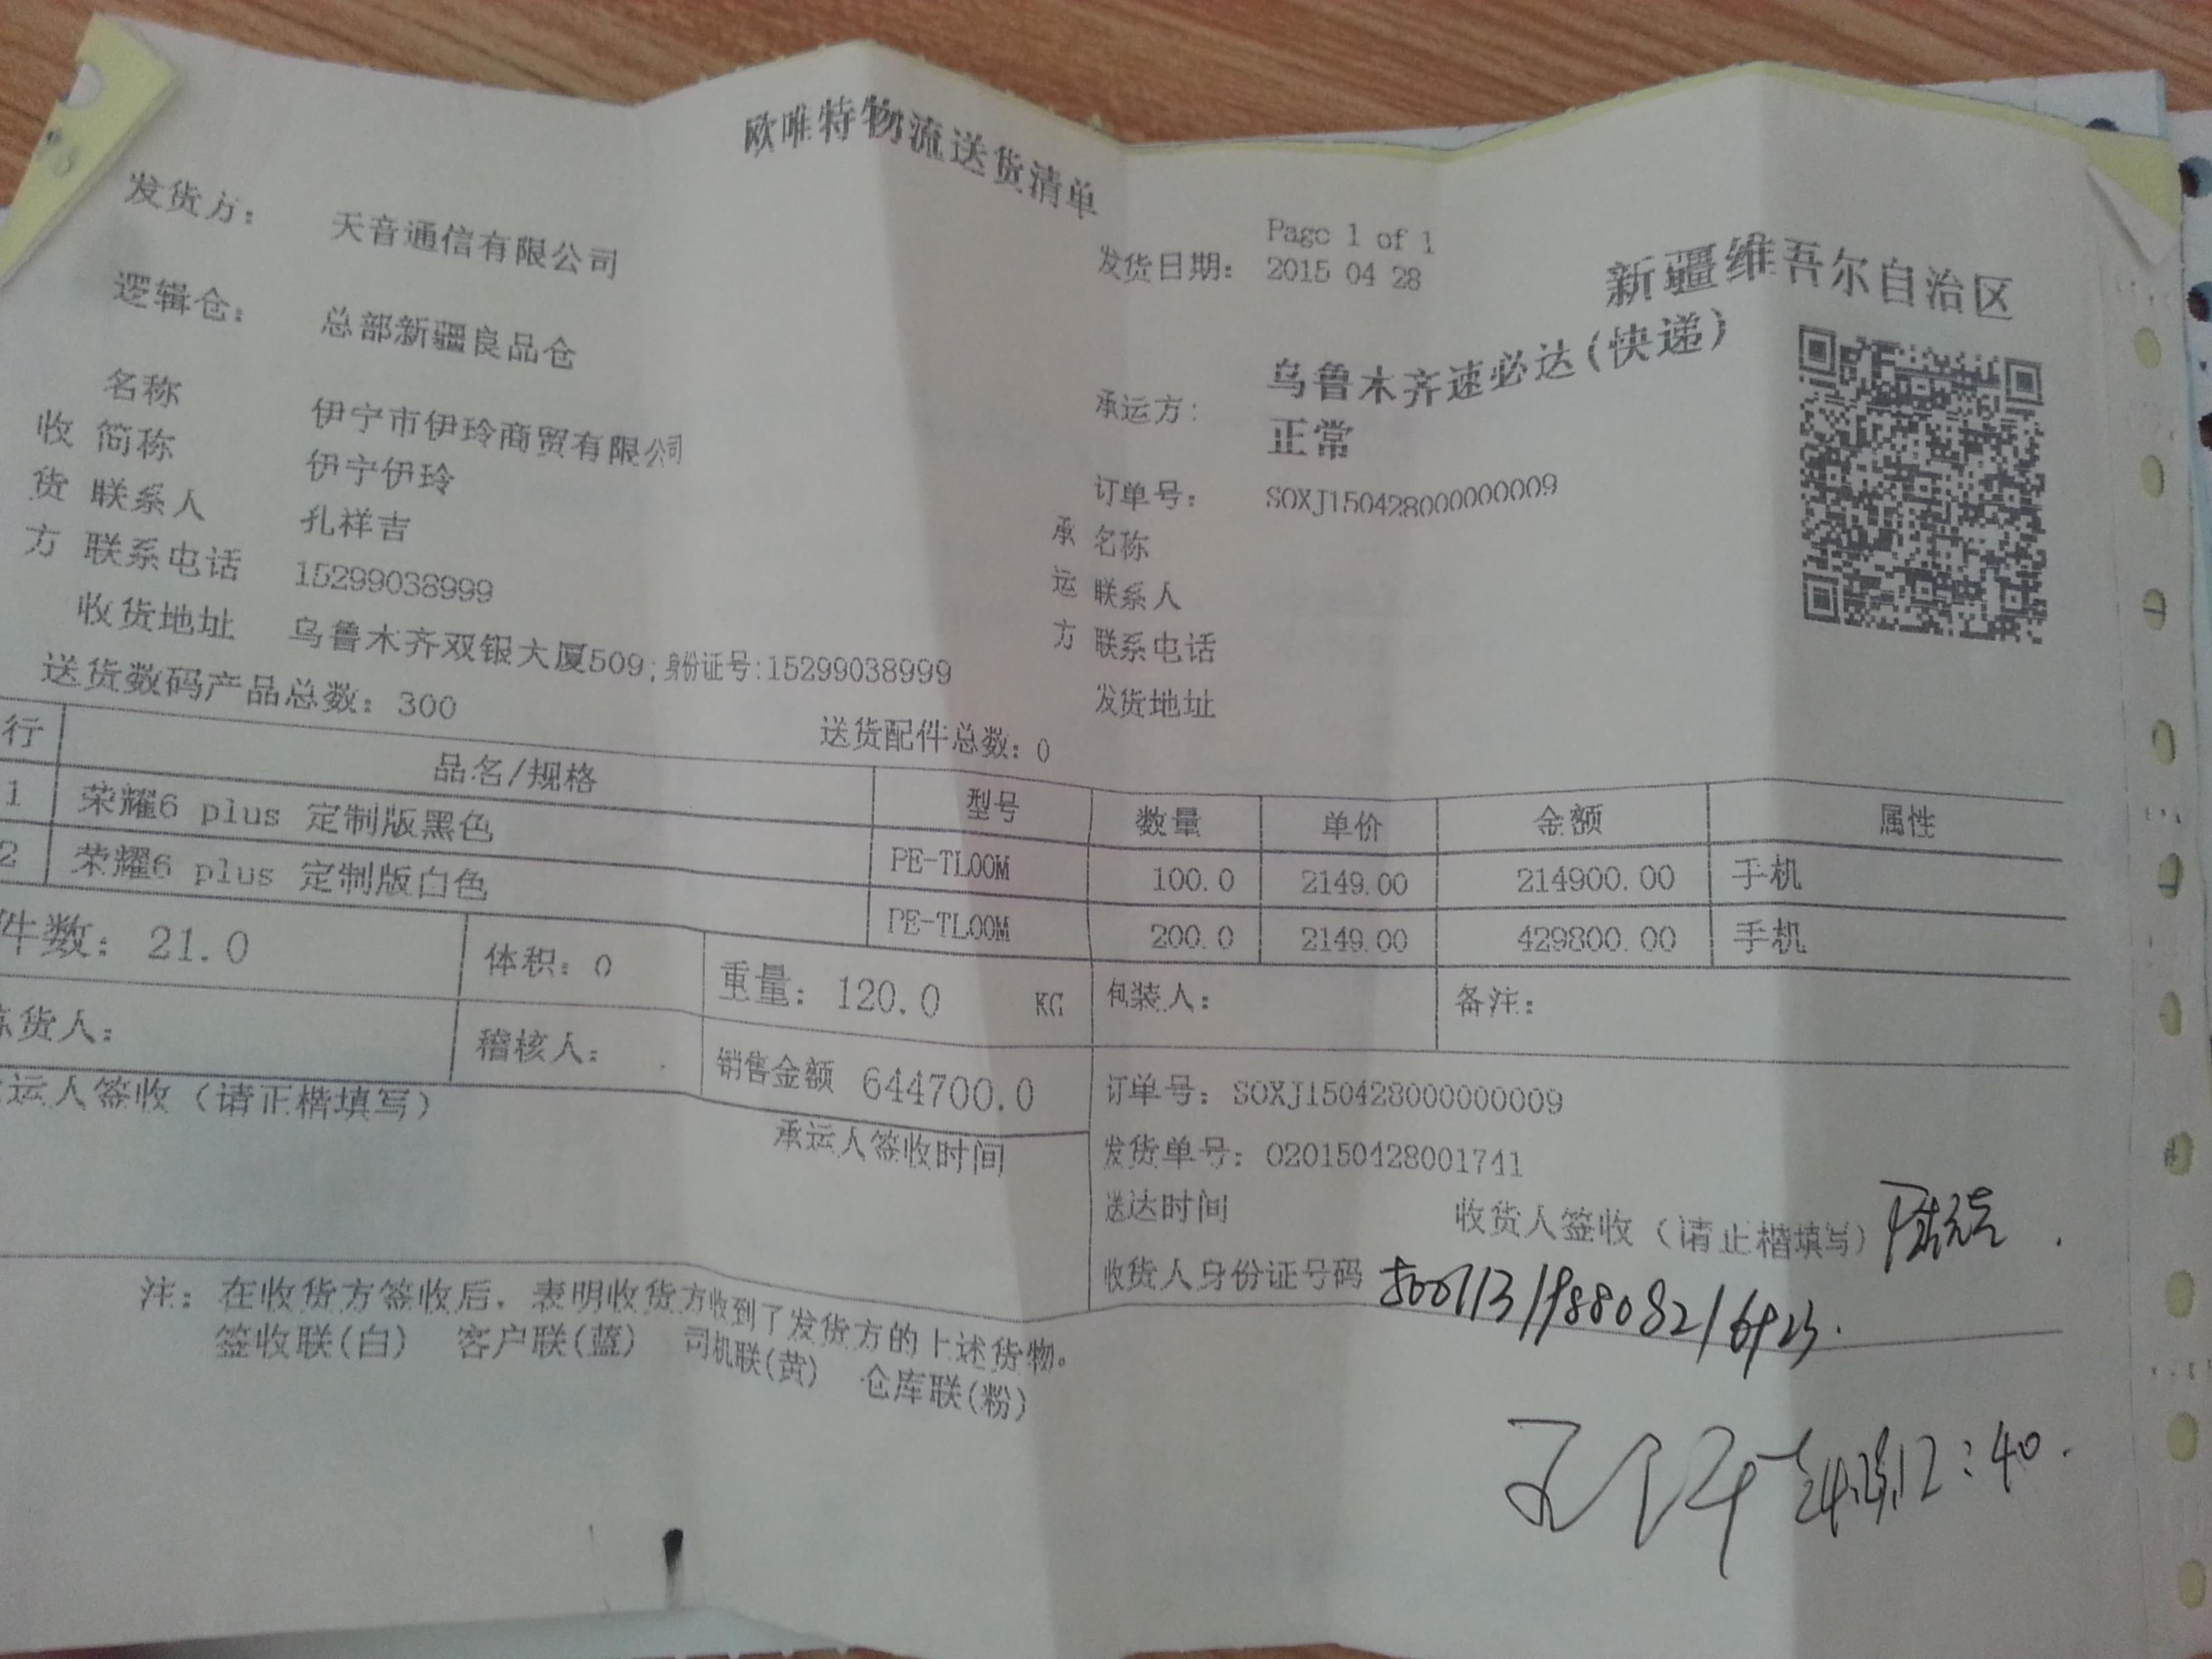 欧唯特物流送货清单
Page 1 of 1
发货方： 天音通信有限公司 发货日期： 2015 04 28 新疆维吾尔自治区
逻辑仓： 总部新疆良品仓 承运方： 乌鲁木齐速必达(快递)
正常
收货方
名称 伊宁市伊玲商贸有限公司 订单号： SOXJ150428000000009
简称 伊宁伊玲
联系人 孔祥吉
联系电话 15299038999
收货地址 乌鲁木齐双银大厦509;身份证号:15299038999
承运方
名称
联系人
联系电话
发货地址
送货数码产品总数：300 送货配件总数：0
行 品名/规格 型号 数量 单价 金额 属性
1 荣耀6 plus 定制版黑色 PE-TL00M 100.0 2149.00 214900.00 手机
2 荣耀6 plus 定制版白色 PE-TL00M 200.0 2149.00 429800.00 手机
件数：21.0 体积：0 重量：120.0 KG 包装人： 备注：
货人： 稽核人： 销售金额 644700.0 订单号：SOXJ150428000000009
运人签收（请正楷填写） 承运人签收时间 发货单号：020150428001741
送达时间 收货人签收（请正楷填写）
收货人身份证号码
注：在收货方签收后，表明收货方收到了发货方的上述货物。
签收联(白) 客户联(蓝) 司机联(黄) 仓库联(粉)
12:40.